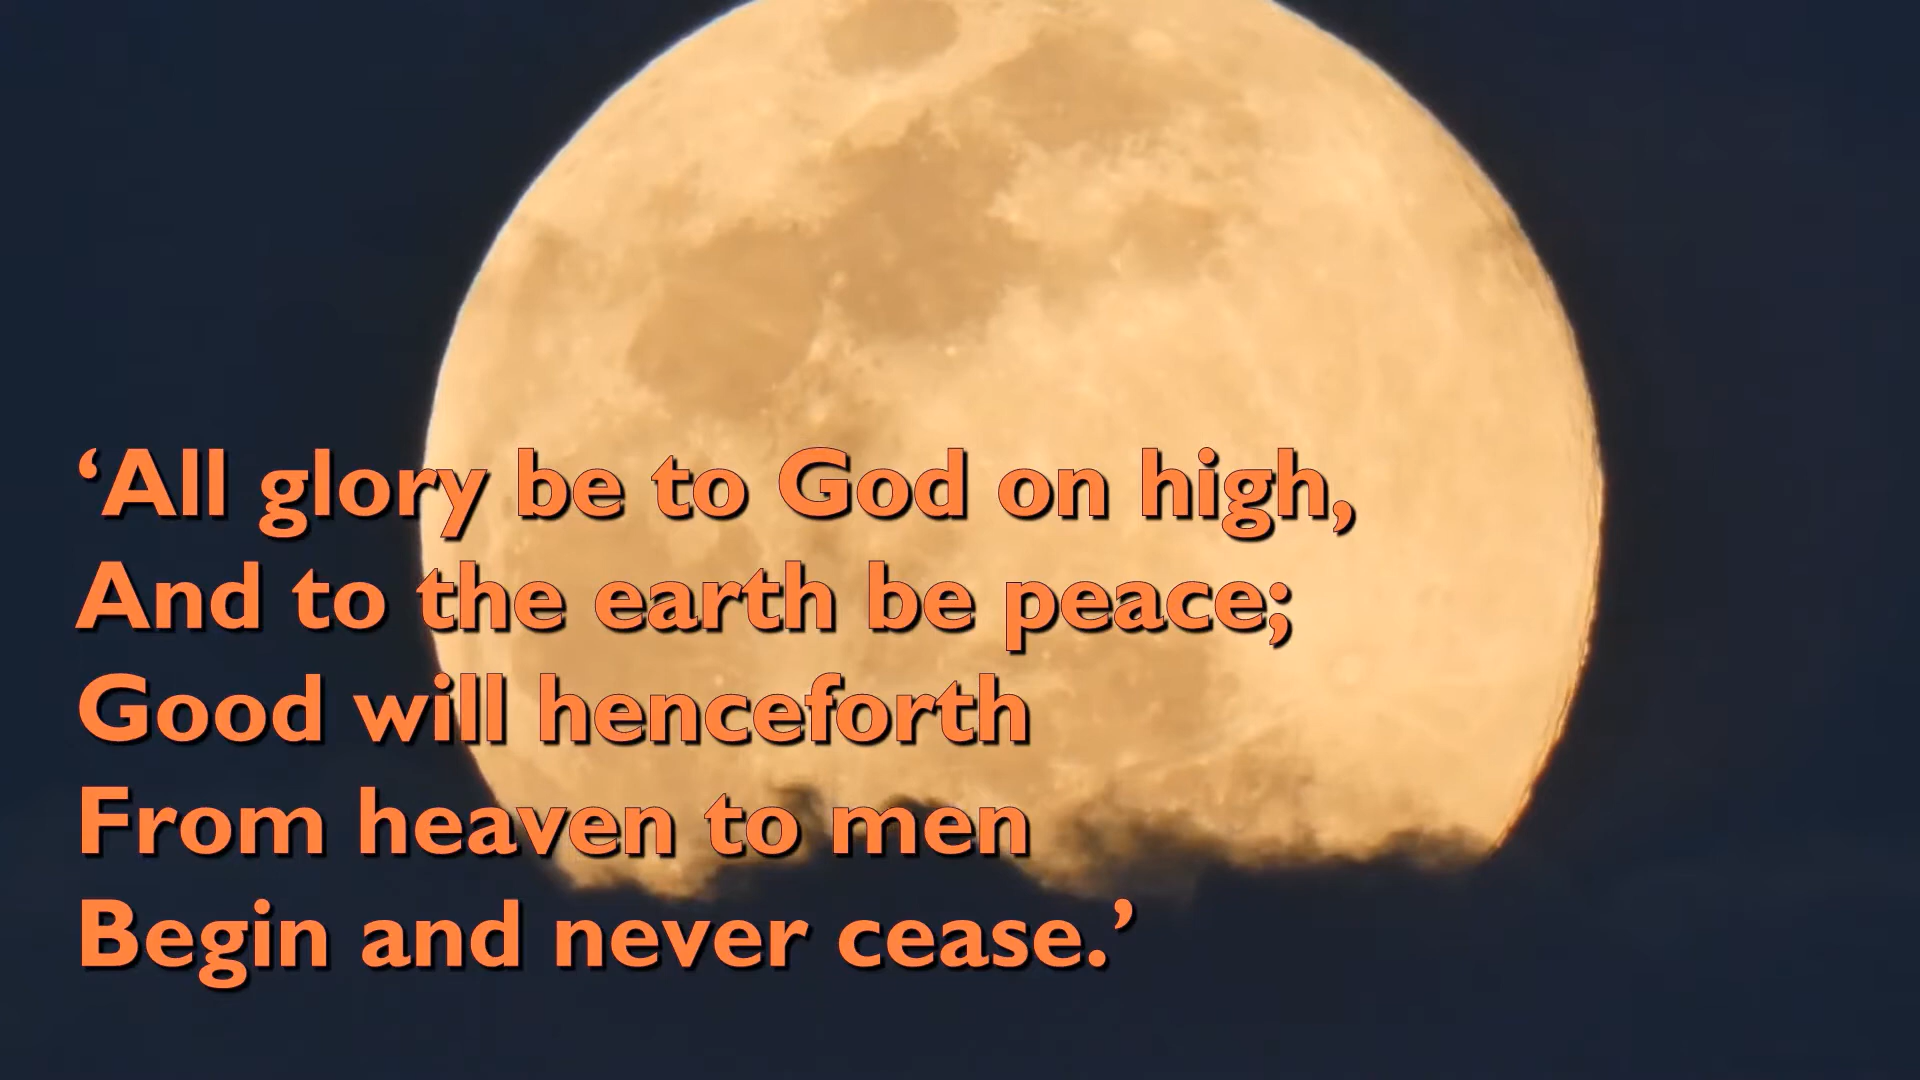 ‘All glory be to God on high,
And to the earth be peace;
Good will henceforth
From heaven to men
Begin and never cease.’